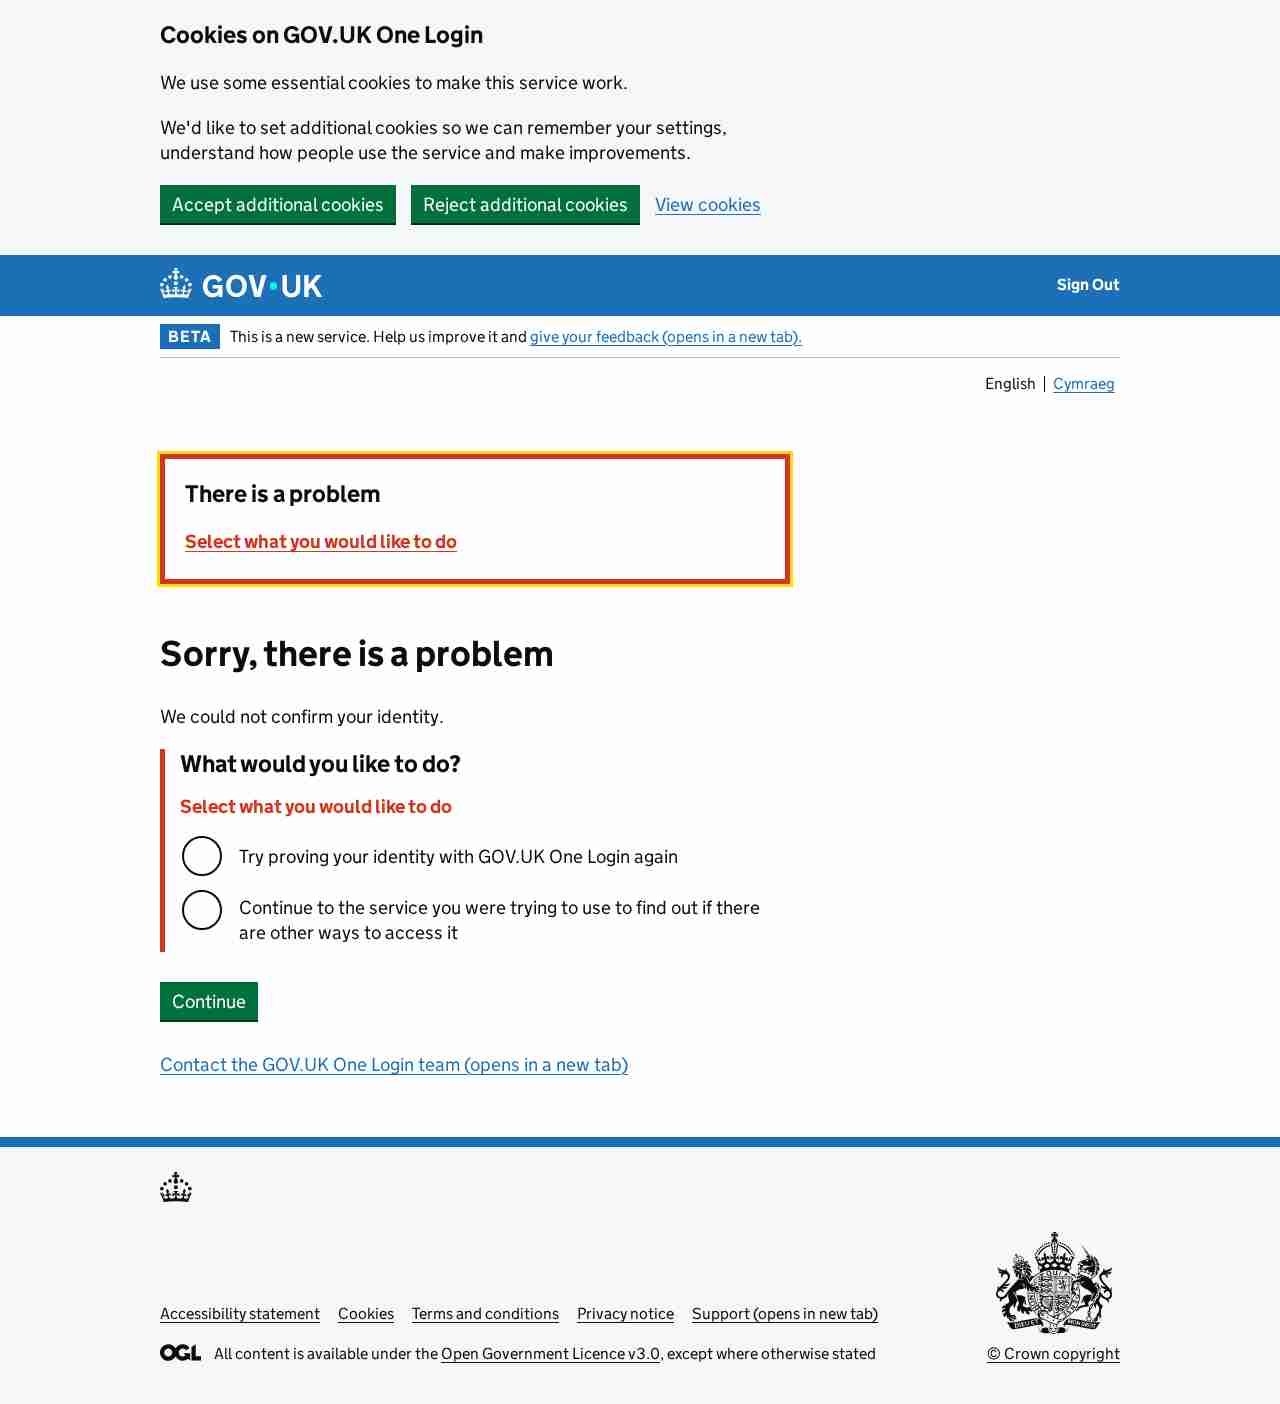 Cookies on GOV.UK One Login
We use some essential cookies to make this service work.
We'd like to set additional cookies so we can remember your settings,
understand how people use the service and make improvements.
Accept additional cookies Reject additional cookies View cookies
GOV·UK Sign Out
BETA This is a new service. Help us improve it and give your feedback (opens in a new tab).
English Cymraeg
There is a problem
Select what you would like to do
Sorry, there is a problem
We could not confirm your identity.
What would you like to do?
Select what you would like to do
Try proving your identity with GOV.UK One Login again
Continue to the service you were trying to use to find out if there
are other ways to access it
Continue
Contact the GOV.UK One Login team (opens in a new tab)
Accessibility statement Cookies Terms and conditions Privacy notice Support (opens in new tab)
OGL All content is available under the Open Government Licence v3.0, except where otherwise stated
© Crown copyright